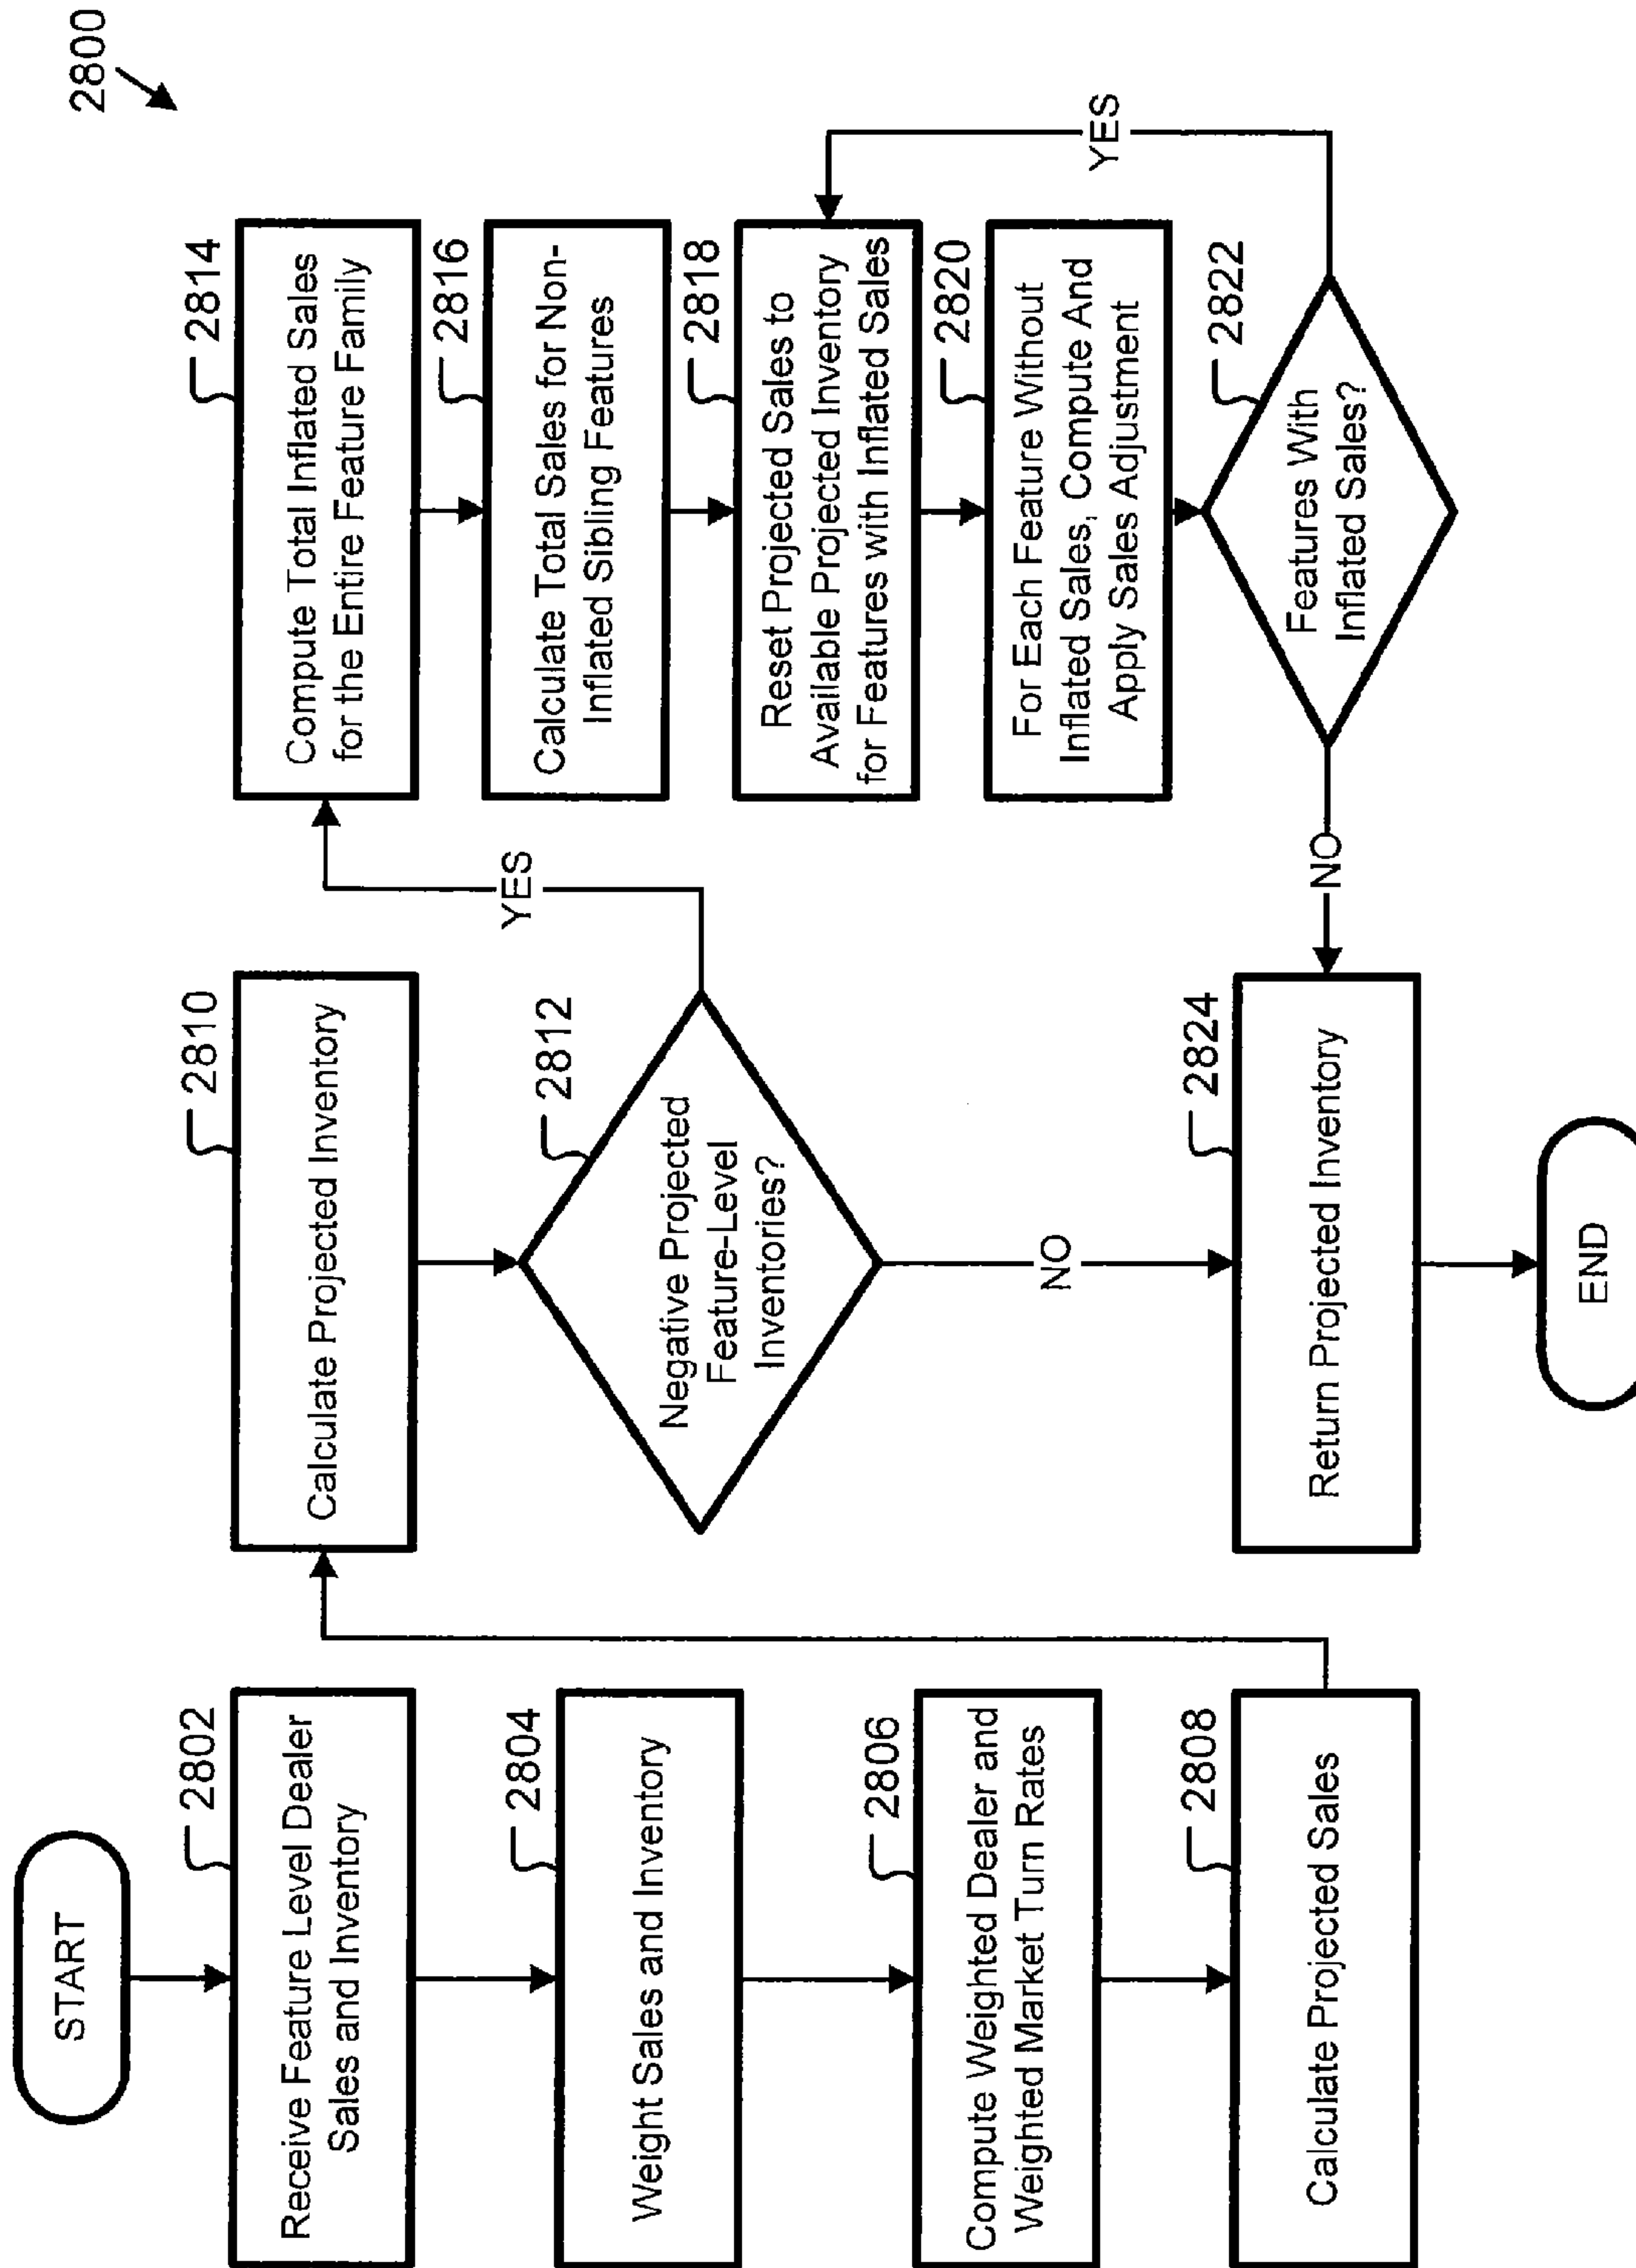 2800
START
2802
Receive Feature Level Dealer
Sales and Inventory
2804
Weight Sales and Inventory
2806
Compute Weighted Dealer and
Weighted Market Turn Rates
2808
Calculate Projected Sales
2810
Calculate Projected Inventory
2812
Negative Projected
Feature-Level
Inventories?
YES
NO
2814
Compute Total Inflated Sales
for the Entire Feature Family
2816
Calculate Total Sales for Non-
Inflated Sibling Features
2818
Reset Projected Sales to
Available Projected Inventory
for Features with Inflated Sales
2820
For Each Feature Without
Inflated Sales, Compute And
Apply Sales Adjustment
2822
Features With
Inflated Sales?
YES
NO
2824
Return Projected Inventory
END